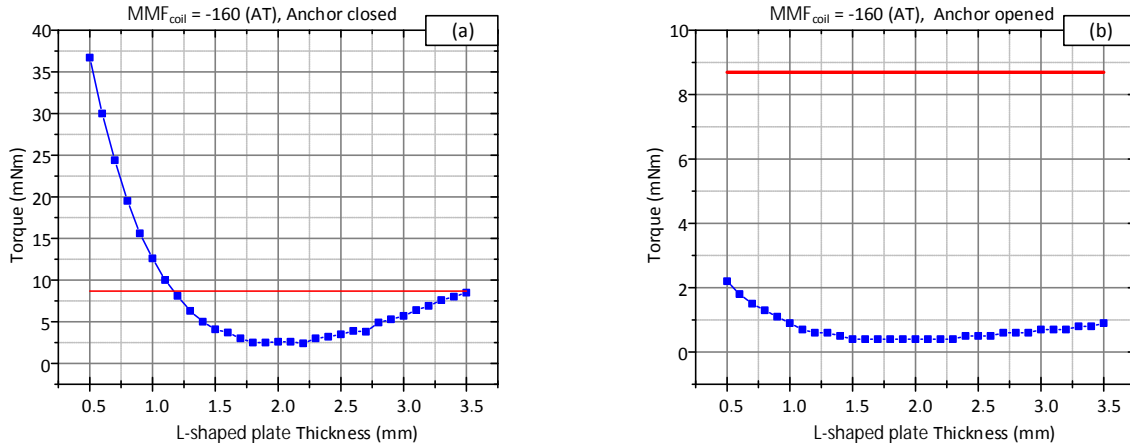 MMFcoil = -160 (AT), Anchor closed
(a)
40
35
30
25
20
15
10
5
0
Torque (mNm)
0.5 1.0 1.5 2.0 2.5 3.0 3.5
L-shaped plate Thickness (mm)
MMFcoil = -160 (AT), Anchor opened
(b)
10
8
6
4
2
0
Torque (mNm)
0.5 1.0 1.5 2.0 2.5 3.0 3.5
L-shaped plate Thickness (mm)